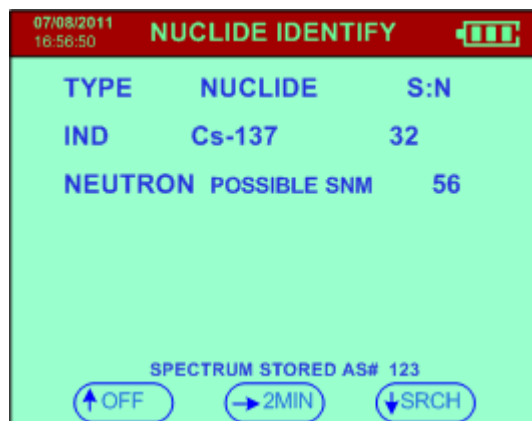 07/08/2011
16:56:50
NUCLIDE IDENTIFY
TYPE NUCLIDE S:N
IND Cs-137 32
NEUTRON POSSIBLE SNM 56
SPECTRUM STORED AS# 123
OFF 2MIN SRCH